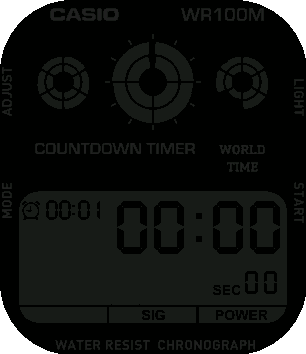 CASIO WR100M
ADJUST
LIGHT
COUNTDOWN TIMER
WORLD
TIME
MODE
START
00:01
00:00
SEC 00
SIG
POWER
WATER RESIST CHRONOGRAPH